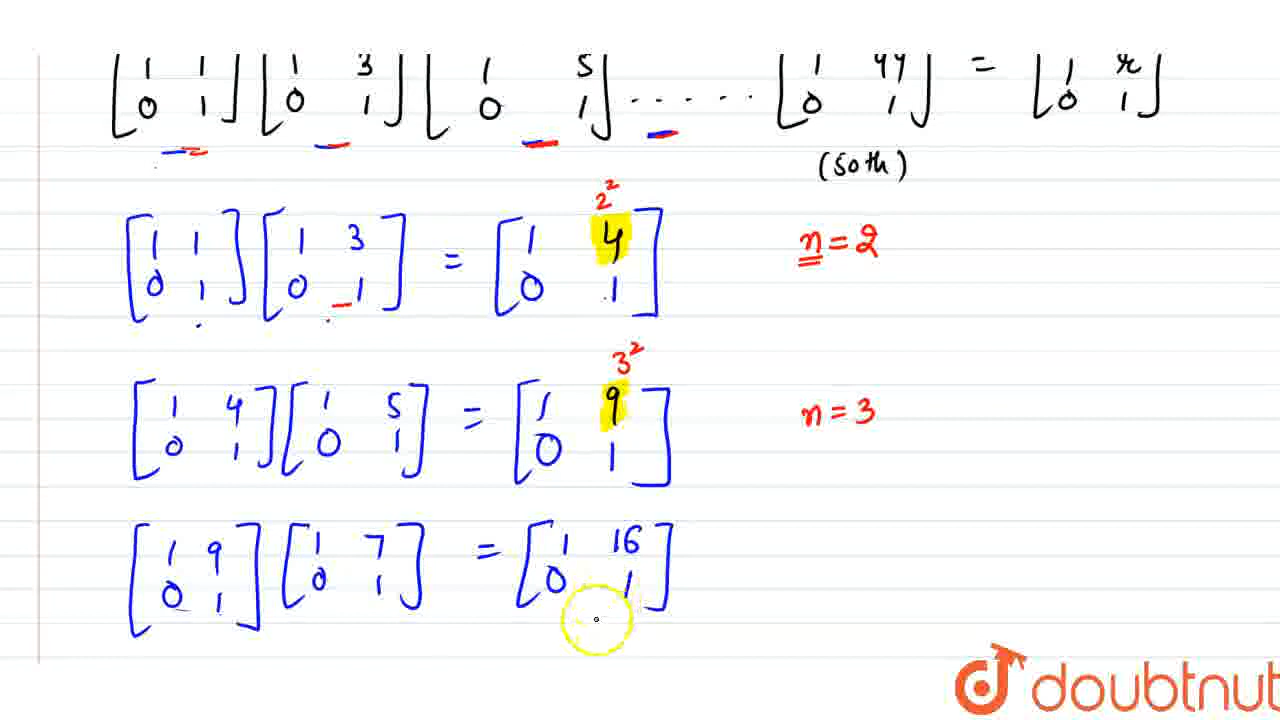 [1 1 [1 3 [1 5 [1 99 = [1 x
0 1] 0 1] 0 1] ...... 0 1] 0 1]
(50th)
2²
[1 1 [1 3 = [1 4 n = 2
0 1] 0 1] 0 1]
3²
[1 4 [1 5 = [1 9 n = 3
0 1] 0 1] 0 1]
[1 9 [1 7 = [1 16
0 1] 0 1] 0 1]
doubtnut